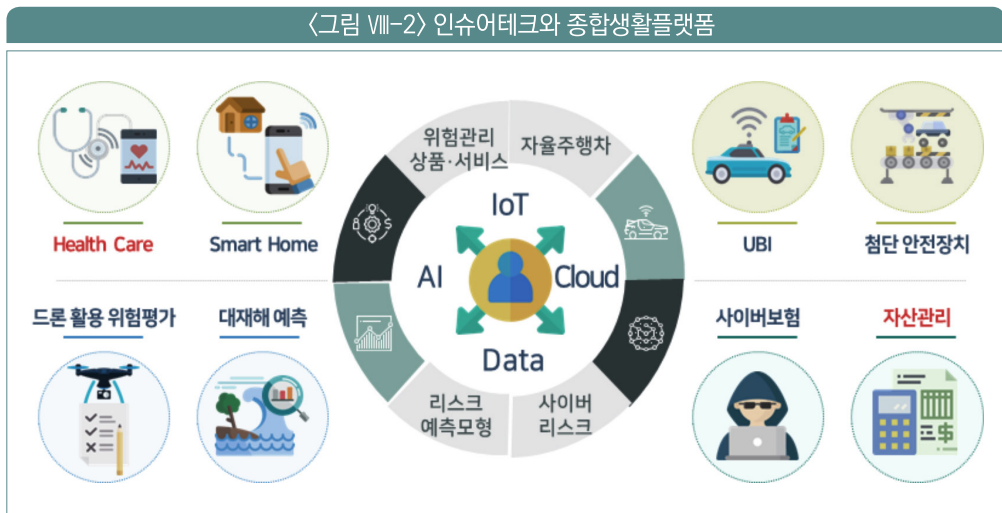 〈그림 Ⅷ-2〉 인슈어테크와 종합생활플랫폼
위험관리
상품·서비스
자율주행차
IoT
AI
Cloud
Data
리스크
예측모형
사이버
리스크
Health Care
Smart Home
UBI
첨단 안전장치
드론 활용 위험평가
대재해 예측
사이버보험
자산관리